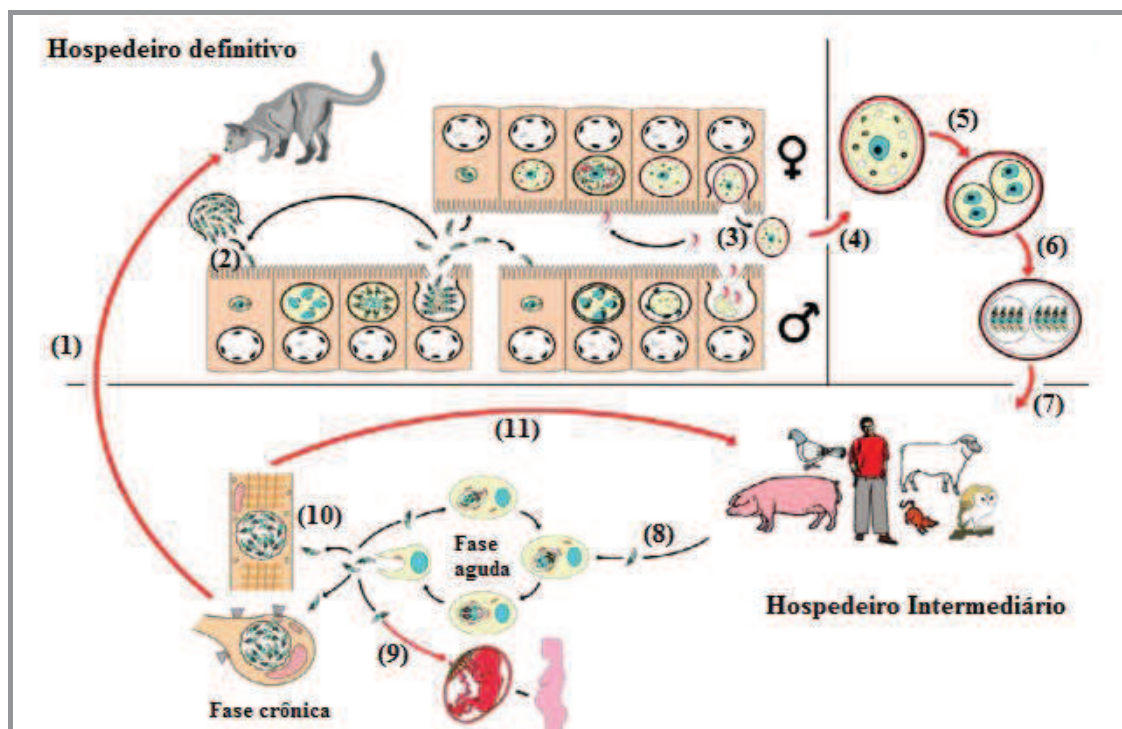 Hospedeiro definitivo
♀
(5)
(2)
(3)
(4)
(6)
♂
(1)
(7)
(11)
(10)
Fase
aguda
(8)
Hospedeiro Intermediário
(9)
Fase crônica